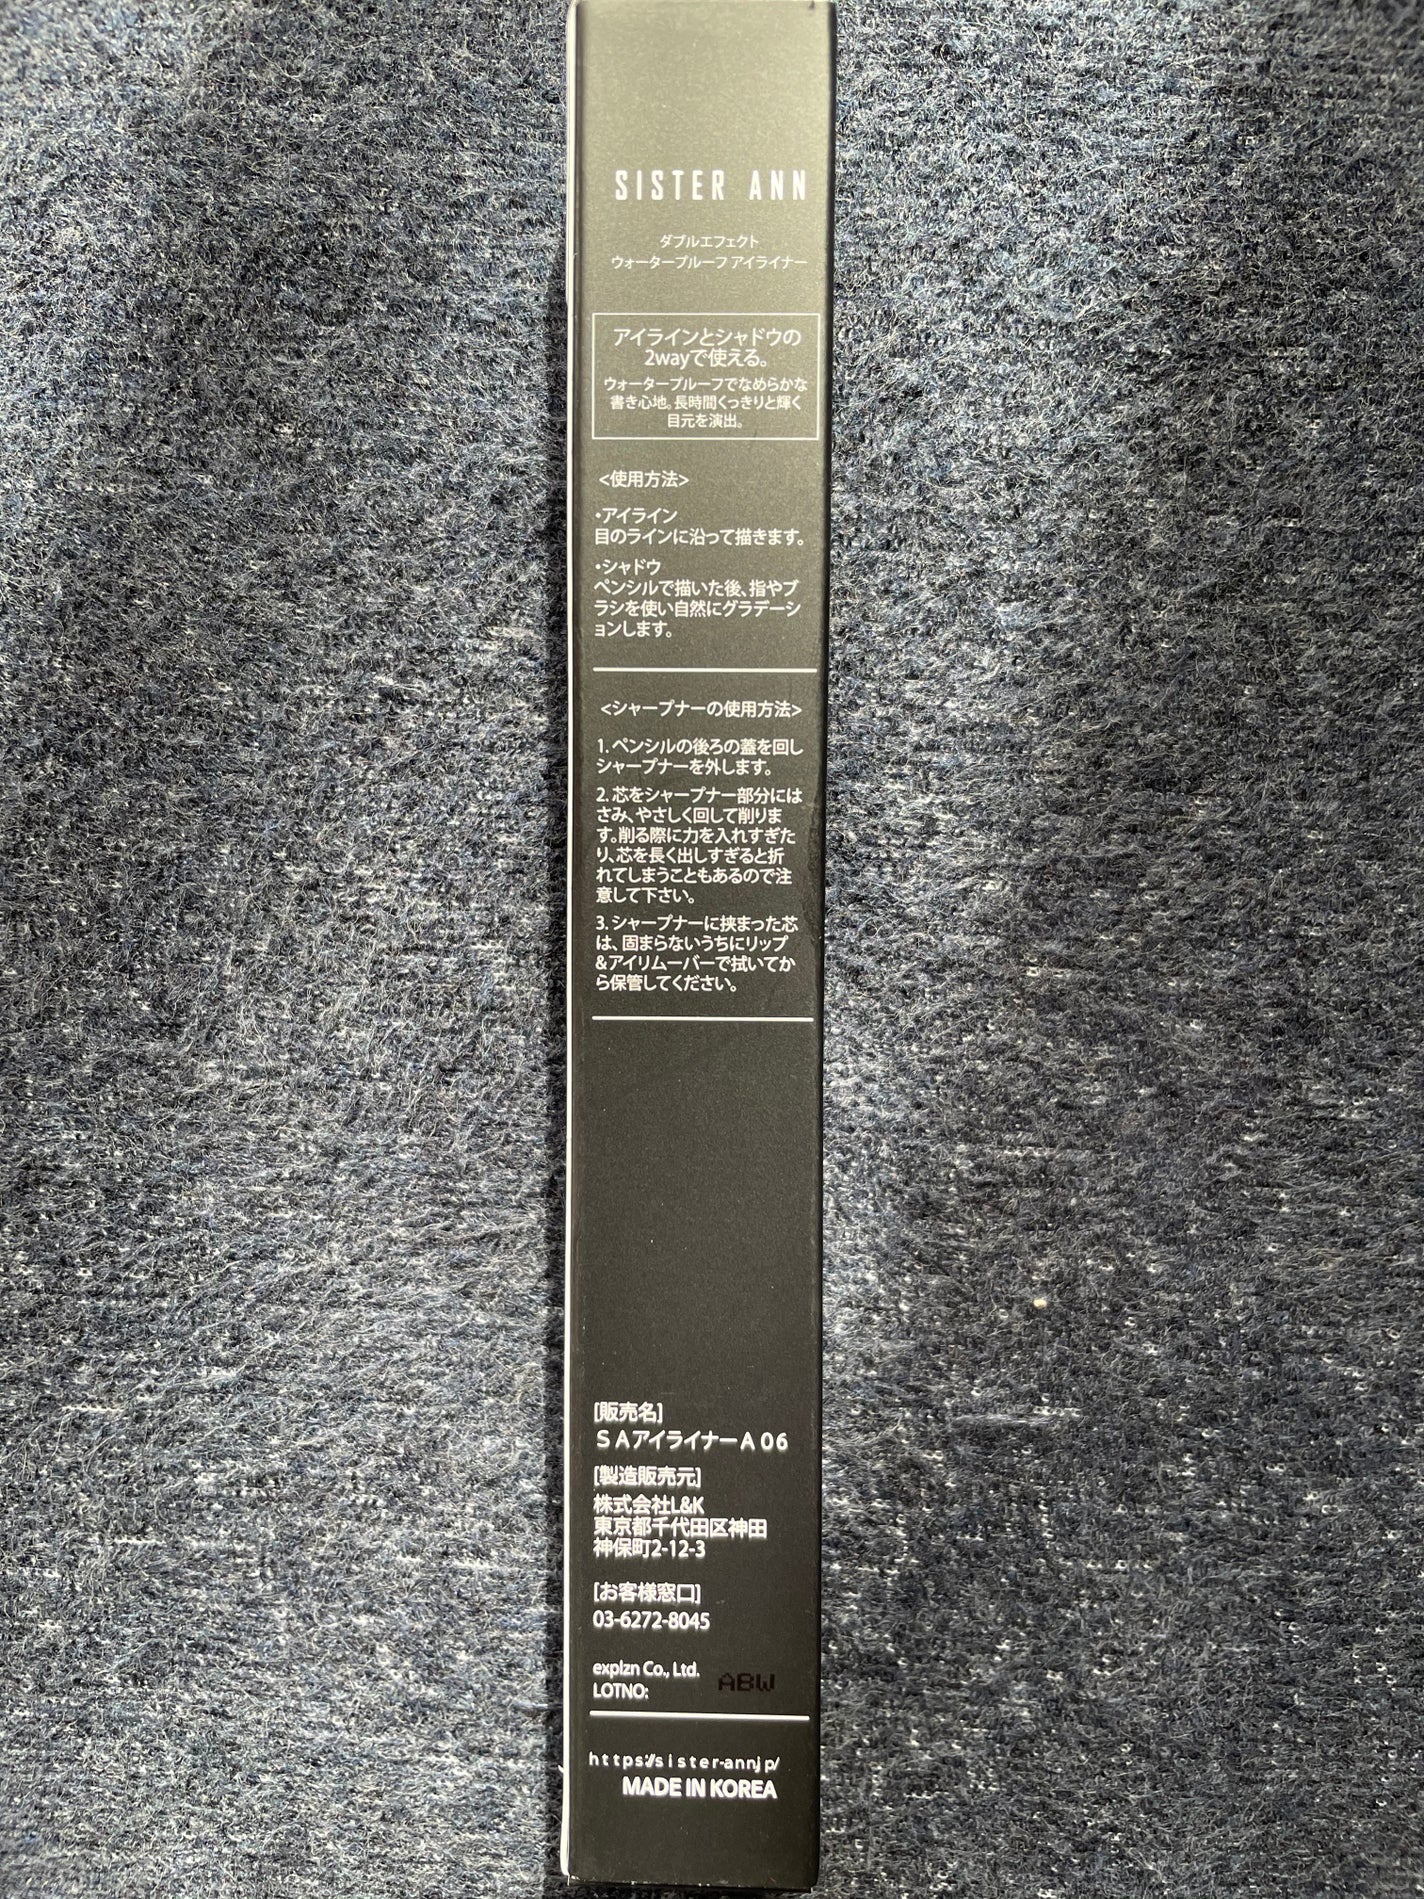 SISTER ANN
ダブルエフェクト
ウォータープルーフ アイライナー
アイラインとシャドウの
2wayで使える。
ウォータープルーフでなめらかな
書き心地。長時間くっきりと輝く
目元を演出。
<使用方法>
・アイライン
目のラインに沿って描きます。
・シャドウ
ペンシルで描いた後、指やブ
ラシを使い自然にグラデーシ
ョンします。
<シャープナーの使用方法>
1. ペンシルの後ろの蓋を回し
シャープナーを外します。
2. 芯をシャープナー部分には
さみ、やさしく回して削りま
す。削る際に力を入れすぎた
り、芯を長く出しすぎると折
れてしまうこともあるので注
意して下さい。
3. シャープナーに挟まった芯
は、固まらないうちにリップ
&アイリムーバーで拭いてか
ら保管してください。
[販売名]
ＳＡアイライナーＡ 06
[製造販売元]
株式会社L&K
東京都千代田区神田
神保町2-12-3
[お客様窓口]
03-6272-8045
explzn Co., Ltd.
LOTNO: ABW
https://sister-ann.jp/
MADE IN KOREA